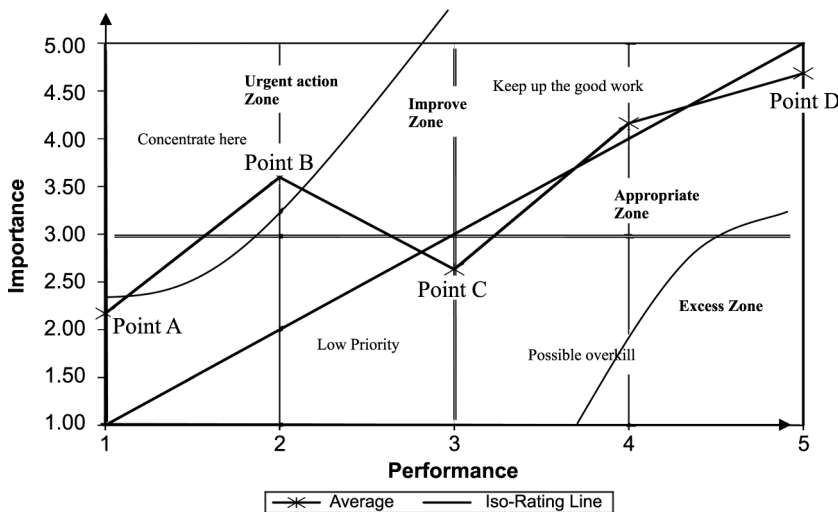 5.00
4.50
4.00
3.50
3.00
2.50
2.00
1.50
1.00
Importance
Urgent action
Zone
Concentrate here
Point B
Improve
Zone
Keep up the good work
Point D
Appropriate
Zone
Point A
Point C
Low Priority
Possible overkill
Excess Zone
1 2 3 4 5
Performance
Average Iso-Rating Line